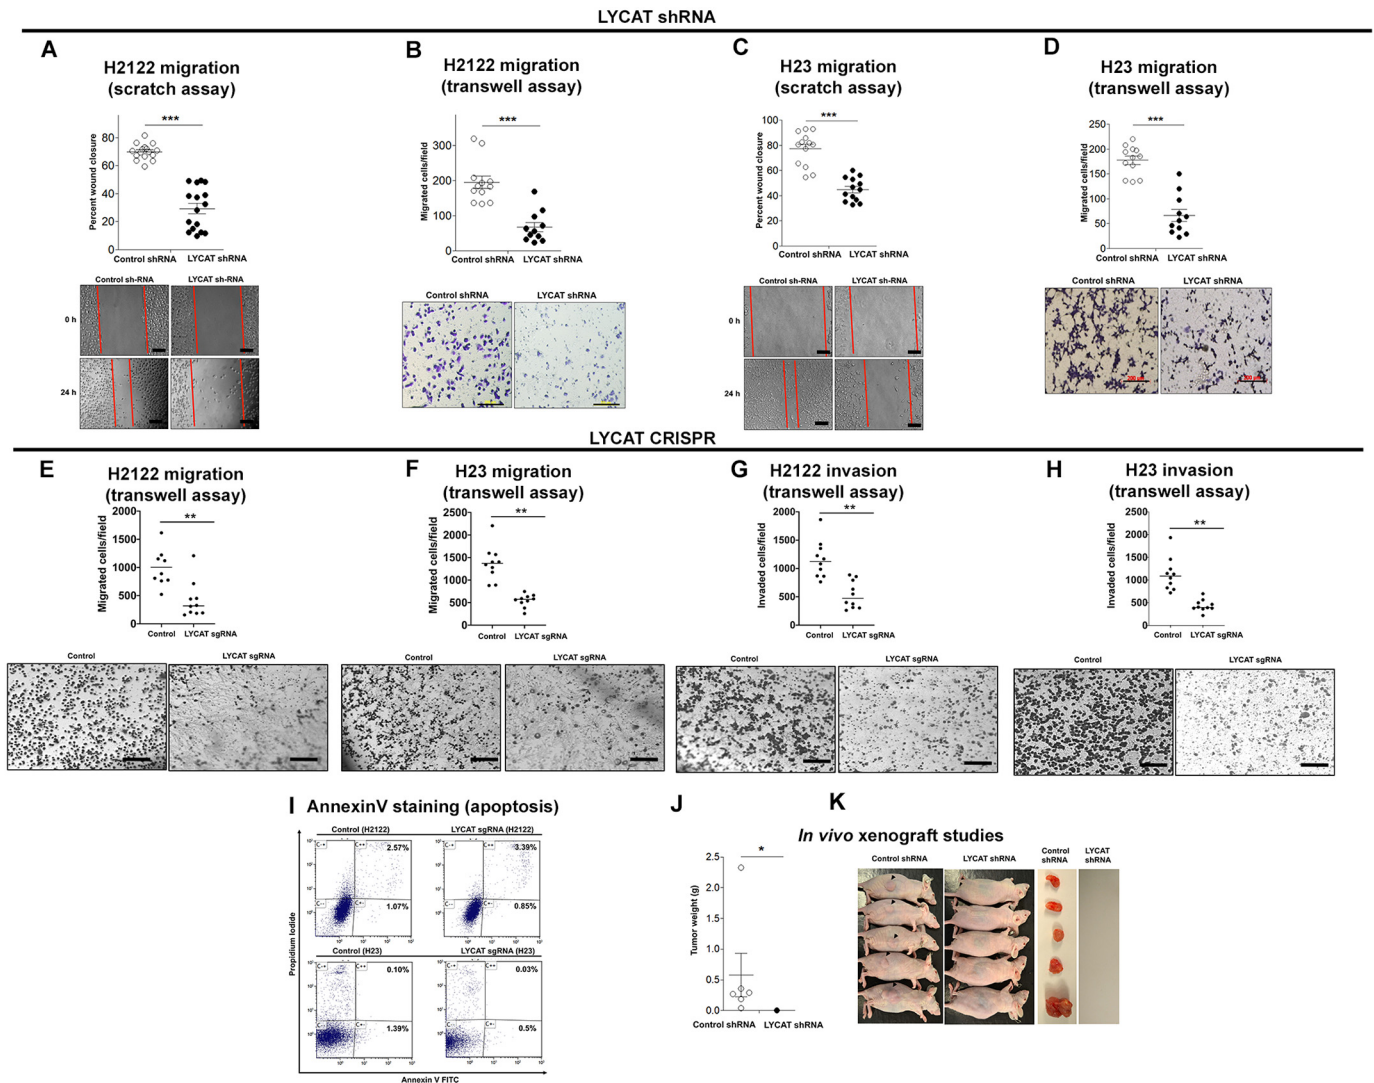 LYCAT shRNA
A
H2122 migration
(scratch assay)
***
Percent wound closure
80
60
40
20
0
Control shRNA LYCAT shRNA
Control sh-RNA LYCAT sh-RNA
0 h
24 h
B
H2122 migration
(transwell assay)
***
Migrated cells/field
300
200
100
0
Control shRNA LYCAT shRNA
Control shRNA LYCAT shRNA
C
H23 migration
(scratch assay)
***
Percent wound closure
100
80
60
40
20
0
Control shRNA LYCAT shRNA
Control sh-RNA LYCAT sh-RNA
0 h
24 h
D
H23 migration
(transwell assay)
***
Migrated cells/field
250
200
150
100
50
0
Control shRNA LYCAT shRNA
Control shRNA LYCAT shRNA
LYCAT CRISPR
E
H2122 migration
(transwell assay)
**
Migrated cells/field
2000
1500
1000
500
0
Control LYCAT sgRNA
Control LYCAT sgRNA
F
H23 migration
(transwell assay)
**
Migrated cells/field
2500
2000
1500
1000
500
0
Control LYCAT sgRNA
Control LYCAT sgRNA
G
H2122 invasion
(transwell assay)
**
Invaded cells/field
2000
1500
1000
500
0
Control LYCAT sgRNA
Control LYCAT sgRNA
H
H23 invasion
(transwell assay)
**
Invaded cells/field
2500
2000
1500
1000
500
0
Control LYCAT sgRNA
Control LYCAT sgRNA
I AnnexinV staining (apoptosis)
Control (H2122) LYCAT sgRNA (H2122)
C-+ C++ 2.57% C-+ C++ 3.39%
C-- C+- 1.07% C-- C+- 0.85%
Control (H23) LYCAT sgRNA (H23)
C-+ C++ 0.10% C-+ C++ 0.03%
C-- C+- 1.39% C-- C+- 0.5%
Propidium Iodide
Annexin V FITC
J
*
Tumor weight (g)
2.5
2.0
1.5
1.0
0.5
0.0
Control shRNA LYCAT shRNA
K
In vivo xenograft studies
Control shRNA LYCAT shRNA
Control
shRNA
LYCAT
shRNA